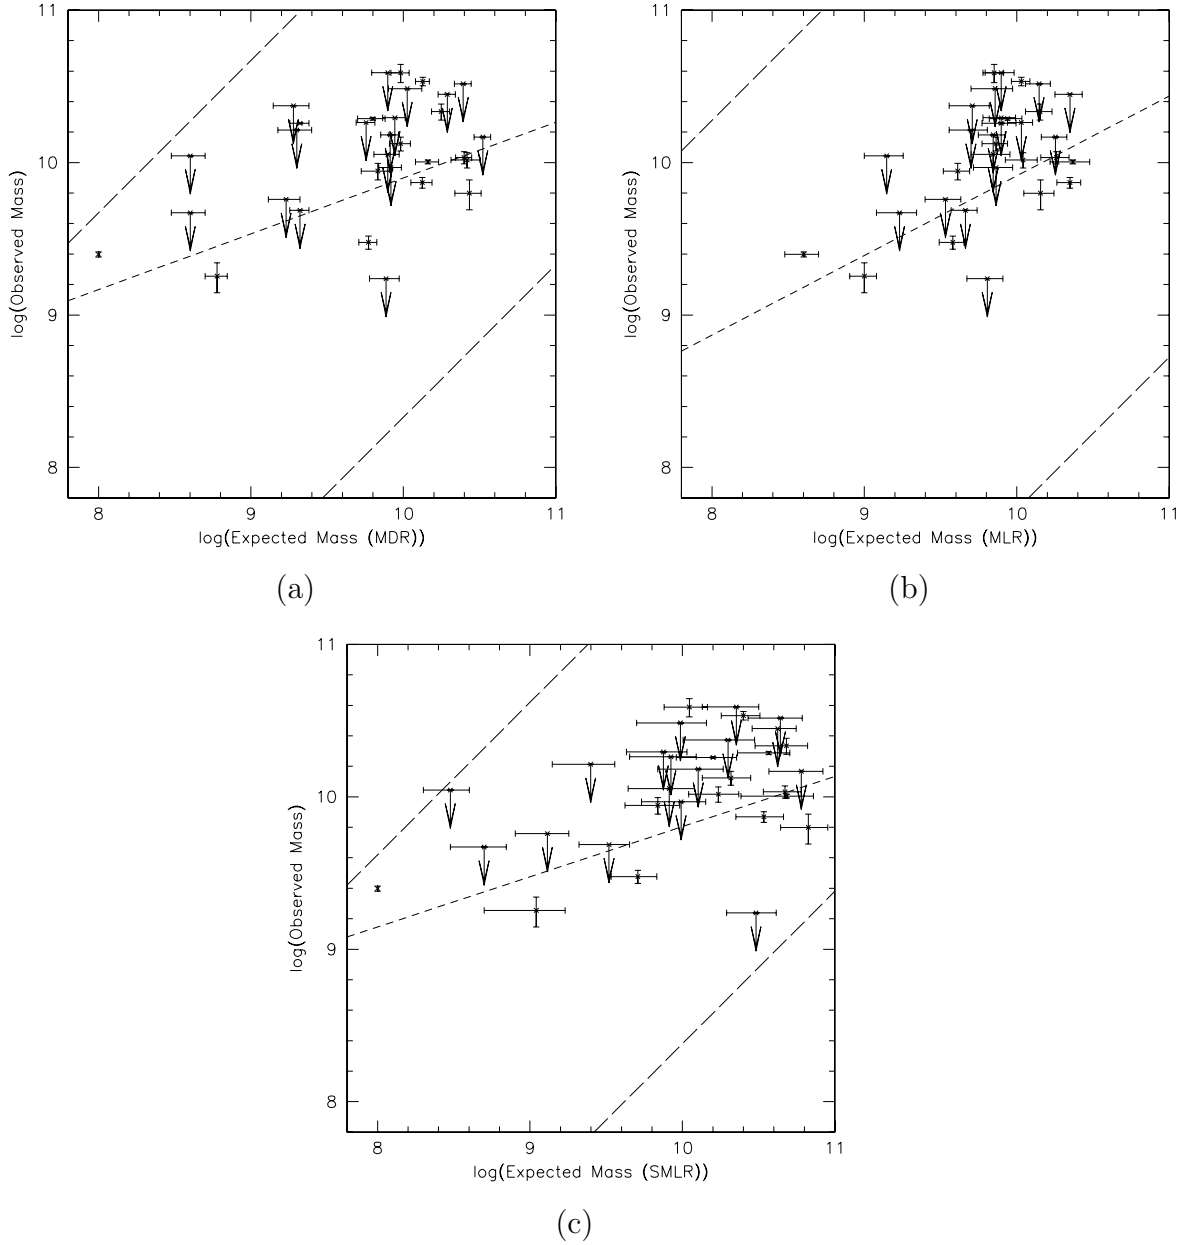 11
10
9
8
log(Observed Mass)
8 9 10 11
log(Expected Mass (MDR))
(a)
11
10
9
8
log(Observed Mass)
8 9 10 11
log(Expected Mass (MLR))
(b)
11
10
9
8
log(Observed Mass)
8 9 10 11
log(Expected Mass (SMLR))
(c)